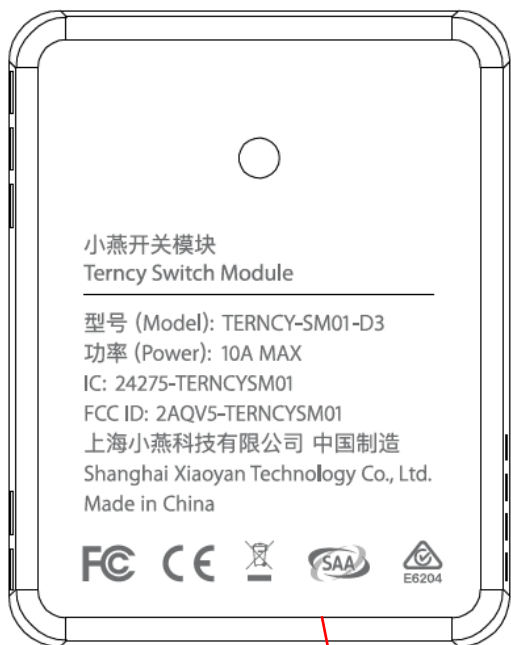 小燕开关模块
Terncy Switch Module
型号 (Model): TERNCY-SM01-D3
功率 (Power): 10A MAX
IC: 24275-TERNCYSM01
FCC ID: 2AQV5-TERNCYSM01
上海小燕科技有限公司 中国制造
Shanghai Xiaoyan Technology Co., Ltd.
Made in China
FC CE SAA E6204